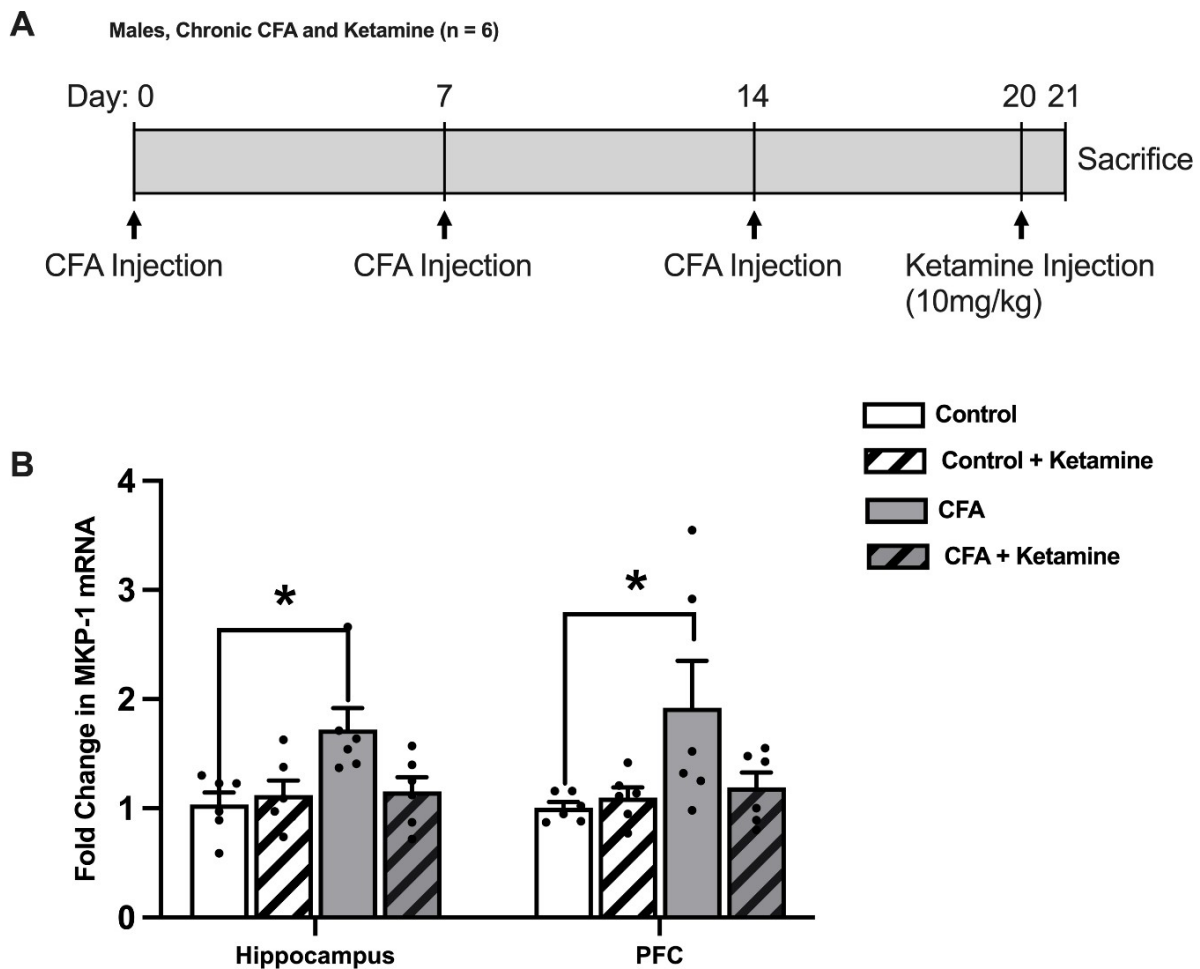 A
Males, Chronic CFA and Ketamine (n = 6)
Day: 0 7 14 20 21
Sacrifice
CFA Injection CFA Injection CFA Injection Ketamine Injection
(10mg/kg)
Control
Control + Ketamine
CFA
CFA + Ketamine
B
Fold Change in MKP-1 mRNA
4
3
2
1
0
*
*
Hippocampus PFC